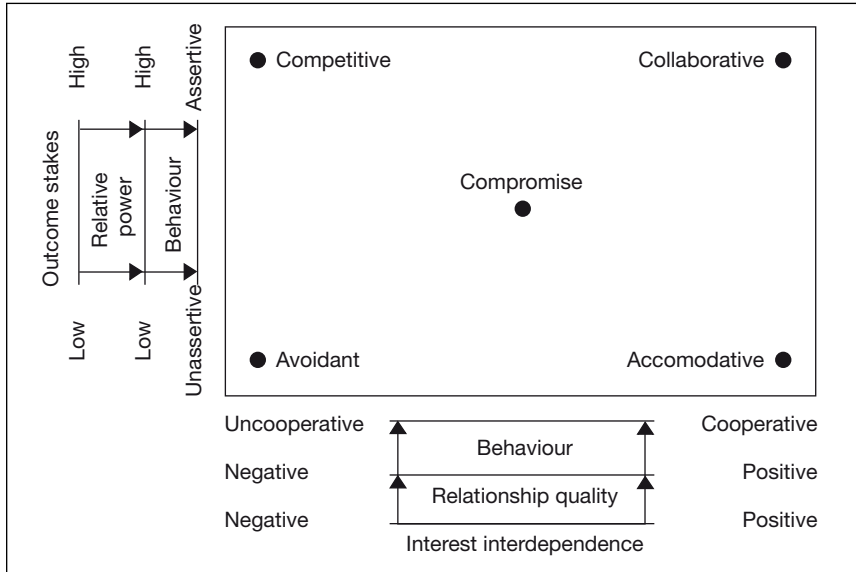 High
High
Assertive
Outcome stakes
Relative
power
Behaviour
Low
Low
Unassertive
Competitive
Collaborative
Compromise
Avoidant
Accomodative
Uncooperative
Behaviour
Cooperative
Negative
Relationship quality
Positive
Negative
Interest interdependence
Positive